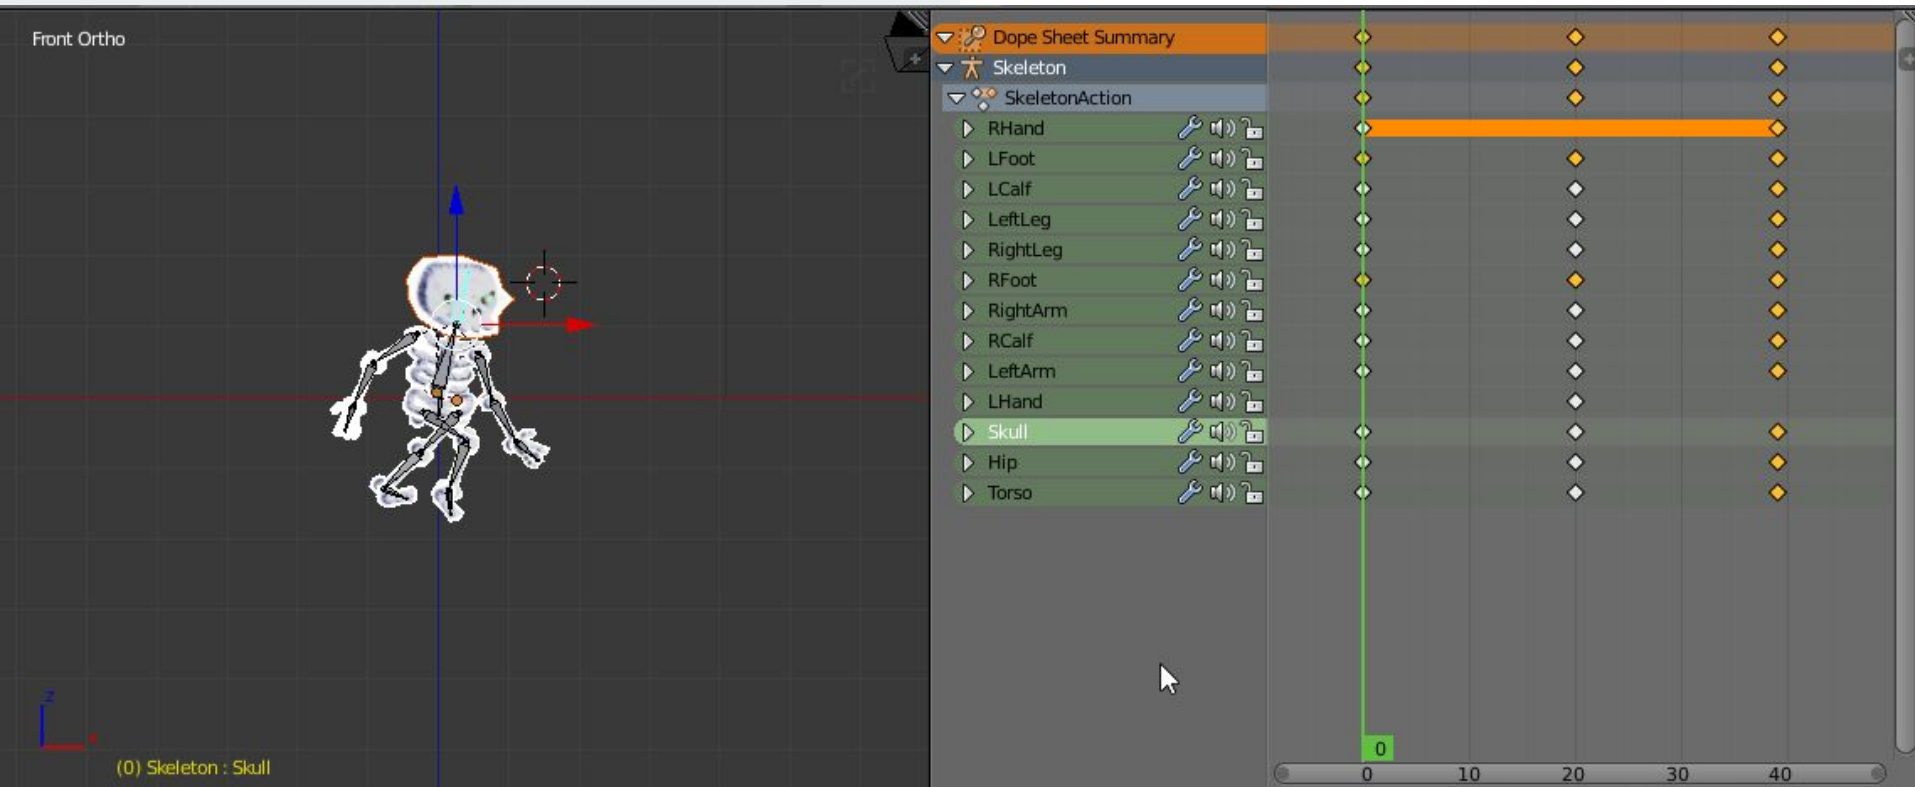 Front Ortho
Dope Sheet Summary
Skeleton
SkeletonAction
RHand
LFoot
LCalf
LeftLeg
RightLeg
RFoot
RightArm
RCalf
LeftArm
LHand
Skull
Hip
Torso
z
x
(0) Skeleton : Skull
0
0 10 20 30 40